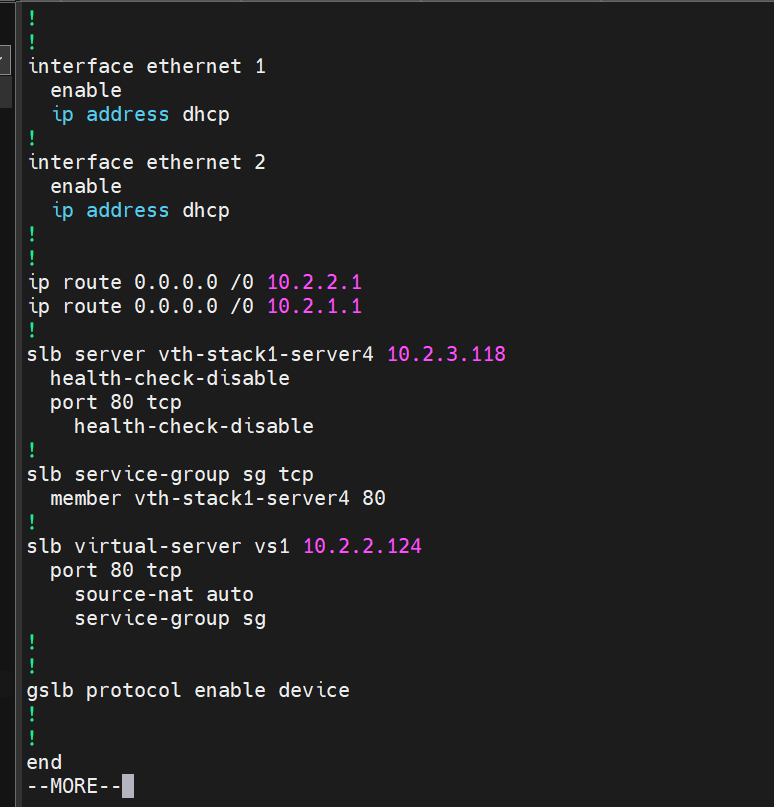 !
!
interface ethernet 1
  enable
  ip address dhcp
!
interface ethernet 2
  enable
  ip address dhcp
!
!
ip route 0.0.0.0 /0 10.2.2.1
ip route 0.0.0.0 /0 10.2.1.1
!
slb server vth-stack1-server4 10.2.3.118
  health-check-disable
  port 80 tcp
    health-check-disable
!
slb service-group sg tcp
  member vth-stack1-server4 80
!
slb virtual-server vs1 10.2.2.124
  port 80 tcp
    source-nat auto
    service-group sg
!
!
gslb protocol enable device
!
!
end
--MORE--